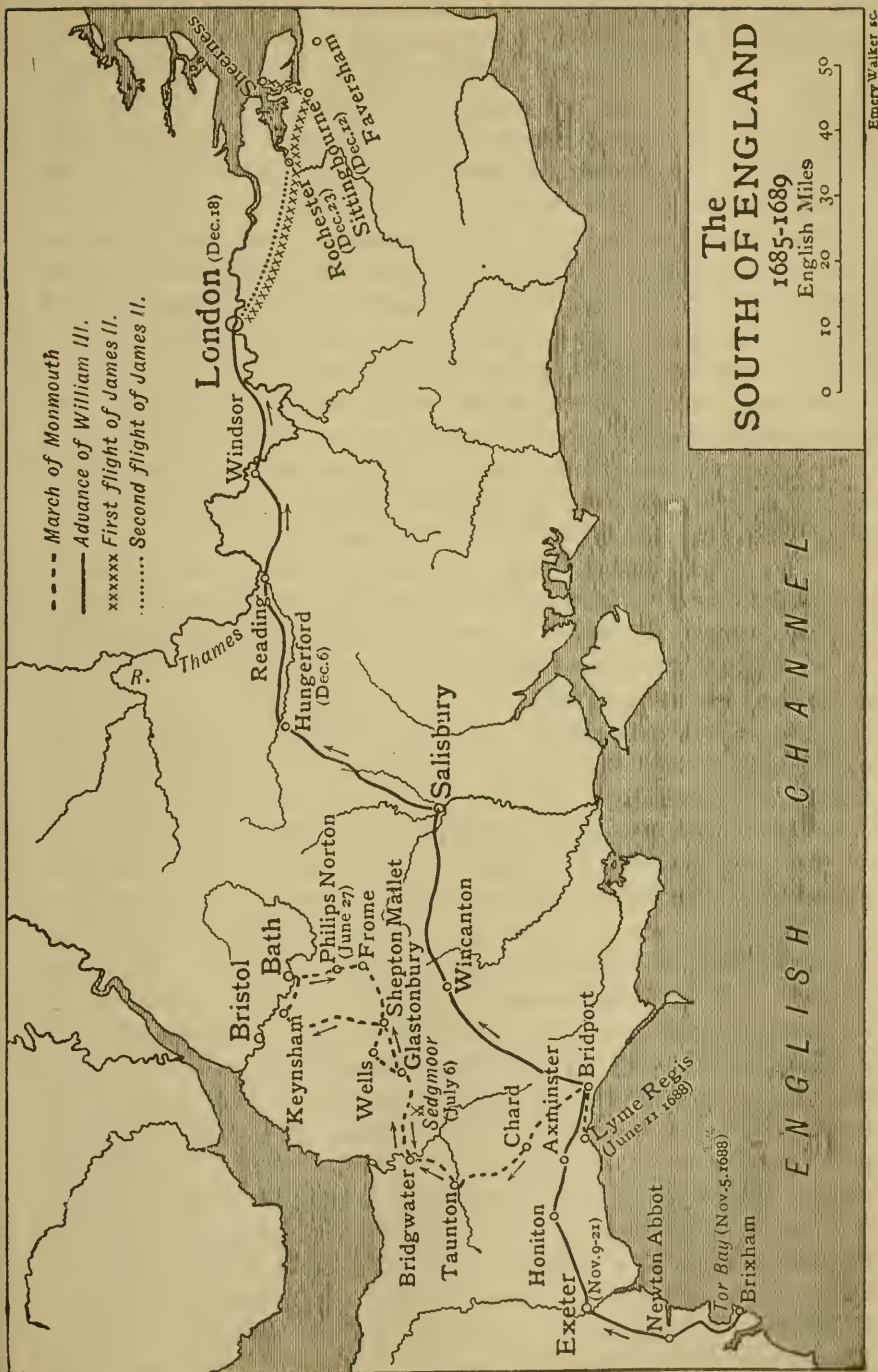 --- March of Monmouth
—— Advance of William III.
xxxxxx First flight of James II.
........ Second flight of James II.
Sheerness
London (Dec.18)
Rochester
(Dec.23)
Sittingbourne
(Dec.12)
Faversham
Windsor
R. Thames
Reading
Hungerford
(Dec.6)
Salisbury
Bristol
Bath
Keynsham
Philips Norton
(June 27)
Frome
Shepton Mallet
Wells
Glastonbury
Sedgmoor
(July 6)
Bridgwater
Taunton
Chard
Wincanton
Axminster
Bridport
Lyme Regis
(June 11 1688)
Honiton
Exeter
(Nov.9-21)
Newton Abbot
Tor Bay (Nov.5.1688)
Brixham
ENGLISH CHANNEL
The
SOUTH OF ENGLAND
1685-1689
English Miles
0 10 20 30 40 50
Emery Walker sc.